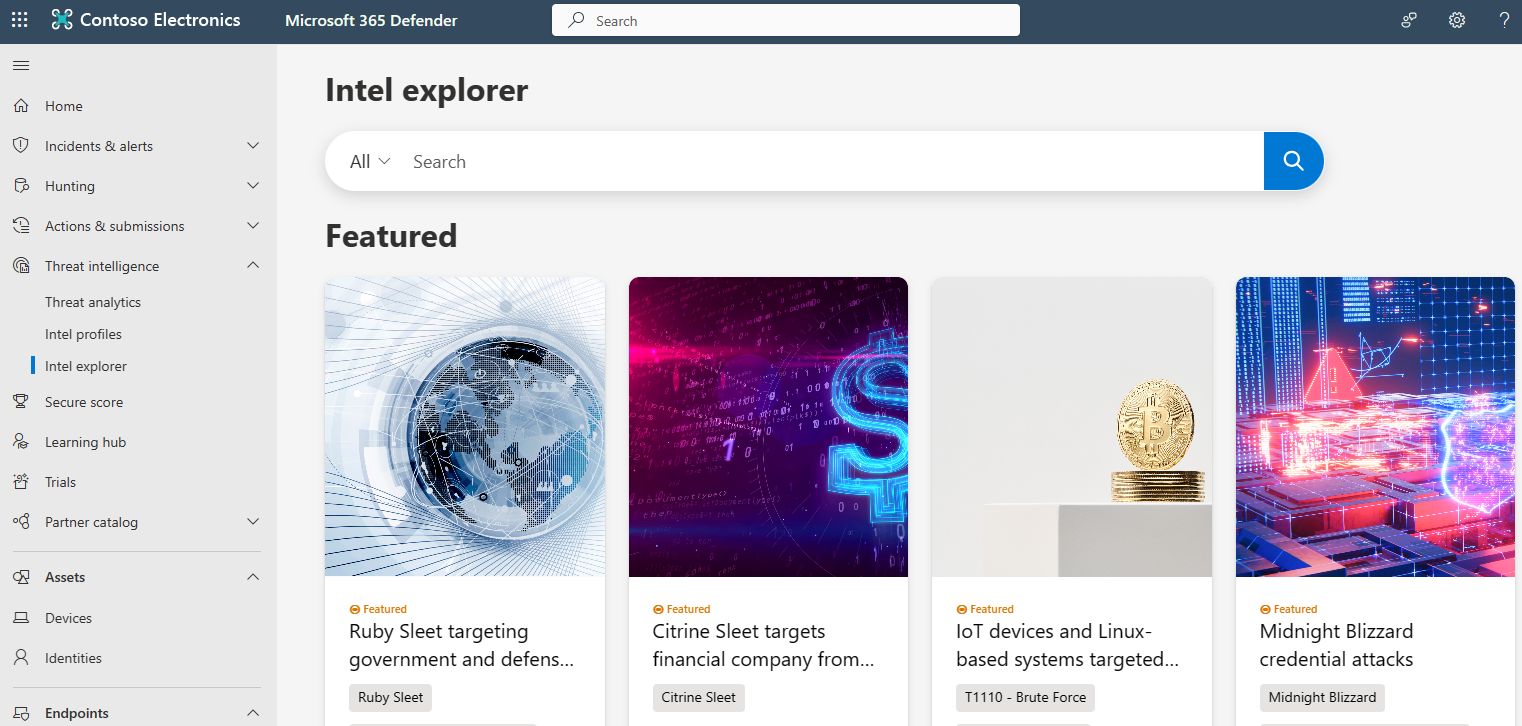 Contoso Electronics
Microsoft 365 Defender
Search
Home
Incidents & alerts
Hunting
Actions & submissions
Threat intelligence
Threat analytics
Intel profiles
Intel explorer
Secure score
Learning hub
Trials
Partner catalog
Assets
Devices
Identities
Endpoints
Intel explorer
All
Search
Featured
Featured
Ruby Sleet targeting
government and defens...
Ruby Sleet
Featured
Citrine Sleet targets
financial company from...
Citrine Sleet
Featured
IoT devices and Linux-
based systems targeted...
T1110 - Brute Force
Featured
Midnight Blizzard
credential attacks
Midnight Blizzard